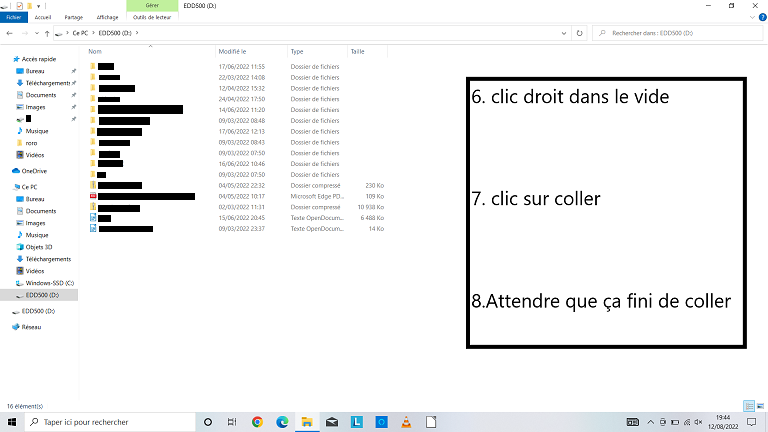 Gérer
EDD500 (D:)
Fichier
Accueil
Partage
Affichage
Outils de lecteur
Ce PC
EDD500 (D:)
Rechercher dans : EDD500 (D:)
Nom
Modifié le
Type
Taille
17/06/2022 11:55 Dossier de fichiers
22/03/2022 14:08 Dossier de fichiers
12/04/2022 15:32 Dossier de fichiers
24/04/2022 17:50 Dossier de fichiers
14/06/2022 11:20 Dossier de fichiers
09/03/2022 08:48 Dossier de fichiers
17/06/2022 12:13 Dossier de fichiers
09/03/2022 08:43 Dossier de fichiers
09/03/2022 07:50 Dossier de fichiers
16/06/2022 10:46 Dossier de fichiers
09/03/2022 07:50 Dossier de fichiers
04/05/2022 22:32 Dossier compressé 230 Ko
04/05/2022 10:17 Microsoft Edge PD... 109 Ko
02/03/2022 11:31 Dossier compressé 10 938 Ko
15/06/2022 20:45 Texte OpenDocum... 6 488 Ko
09/03/2022 23:37 Texte OpenDocum... 14 Ko
Accès rapide
Bureau
Téléchargements
Documents
Images
Musique
roro
Vidéos
OneDrive
Ce PC
Bureau
Documents
Images
Musique
Objets 3D
Téléchargements
Vidéos
Windows-SSD (C:)
EDD500 (D:)
EDD500 (D:)
Réseau
6. clic droit dans le vide
7. clic sur coller
8.Attendre que ça fini de coller
16 élément(s)
Taper ici pour rechercher
19:44
12/08/2022